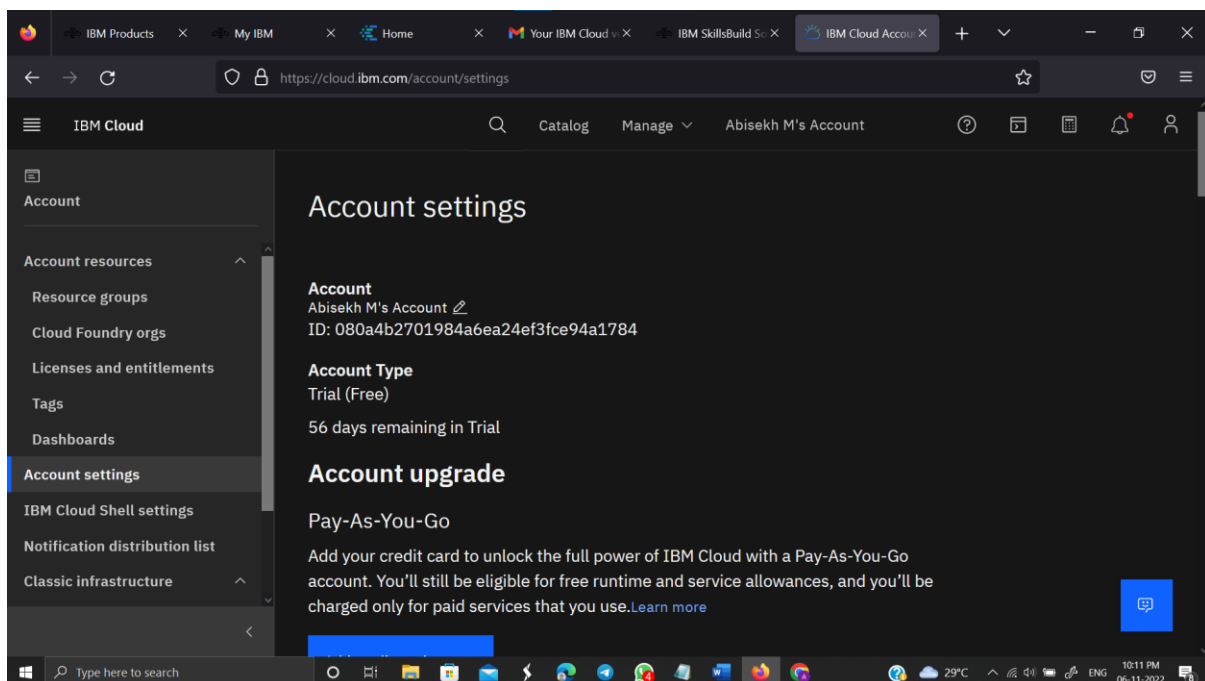 IBM Products
My IBM
Home
Your IBM Cloud
IBM SkillsBuild So
IBM Cloud Accou
https://cloud.ibm.com/account/settings
IBM Cloud
Catalog
Manage
Abisekh M's Account
Account
Account resources
Resource groups
Cloud Foundry orgs
Licenses and entitlements
Tags
Dashboards
Account settings
IBM Cloud Shell settings
Notification distribution list
Classic infrastructure
Account settings
Account
Abisekh M's Account
ID: 080a4b2701984a6ea24ef3fce94a1784
Account Type
Trial (Free)
56 days remaining in Trial
Account upgrade
Pay-As-You-Go
Add your credit card to unlock the full power of IBM Cloud with a Pay-As-You-Go
account. You'll still be eligible for free runtime and service allowances, and you'll be
charged only for paid services that you use.Learn more
Type here to search
4
29°C
ENG
10:11 PM
06-11-2022
8